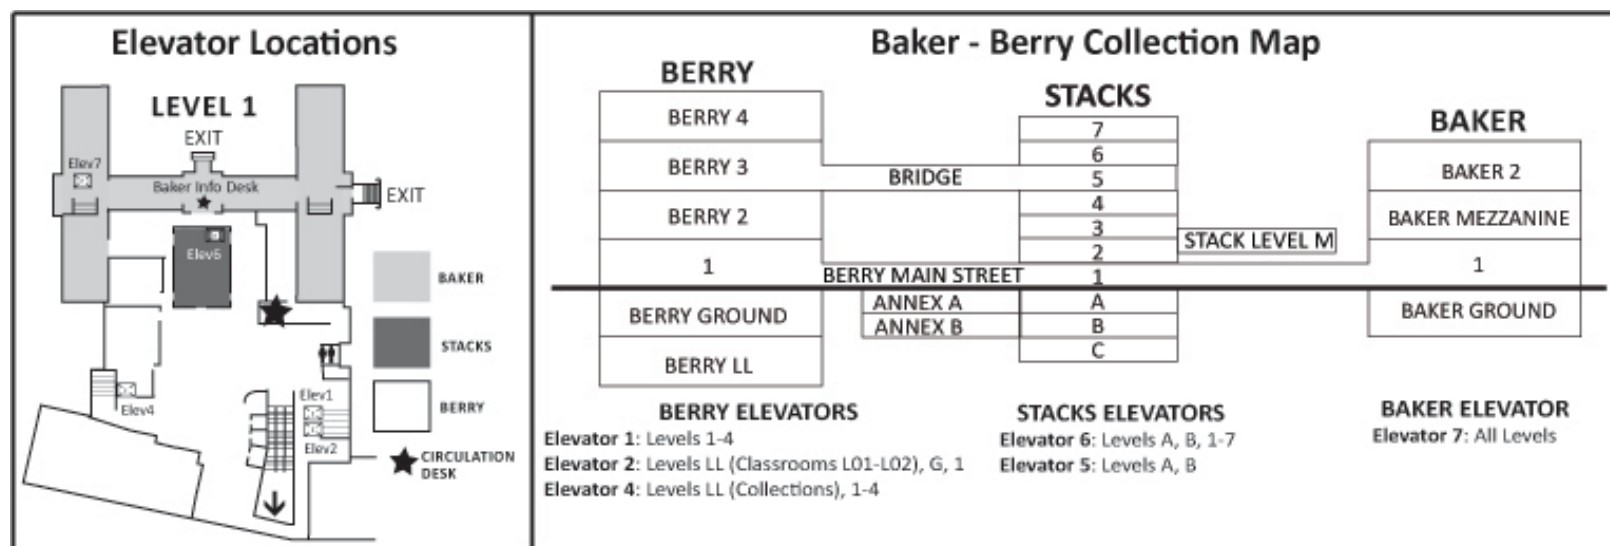 Elevator Locations
LEVEL 1
EXIT
Elev7
Baker Info Desk
EXIT
Elev6
BAKER
STACKS
BERRY
CIRCULATION
DESK
Elev4
Elev1
Elev2
Baker - Berry Collection Map
BERRY
BERRY 4
BERRY 3
BERRY 2
1
BERRY GROUND
BERRY LL
BRIDGE
BERRY MAIN STREET
ANNEX A
ANNEX B
STACKS
7
6
5
4
3
2
1
A
B
C
STACK LEVEL M
BAKER
BAKER 2
BAKER MEZZANINE
1
BAKER GROUND
BERRY ELEVATORS
Elevator 1: Levels 1-4
Elevator 2: Levels LL (Classrooms L01-L02), G, 1
Elevator 4: Levels LL (Collections), 1-4
STACKS ELEVATORS
Elevator 6: Levels A, B, 1-7
Elevator 5: Levels A, B
BAKER ELEVATOR
Elevator 7: All Levels